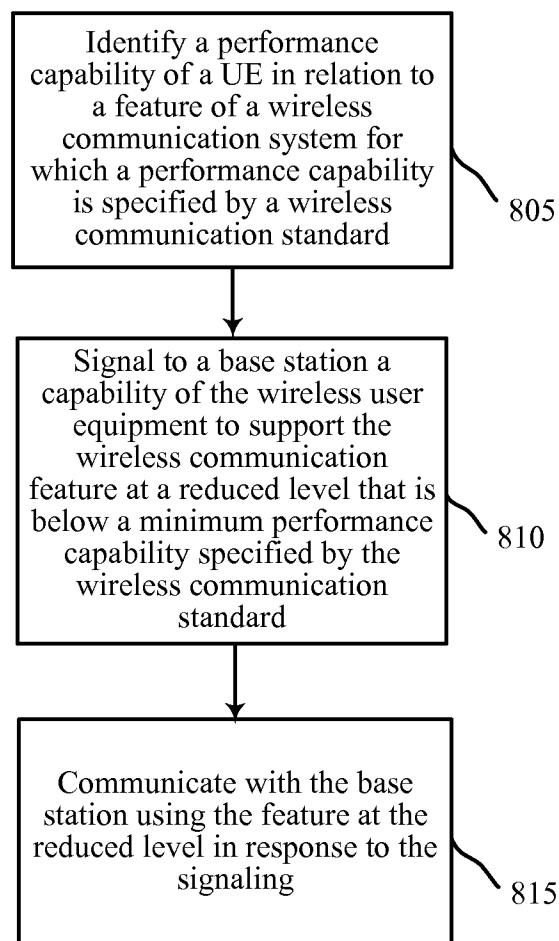 Identify a performance
capability of a UE in relation to
a feature of a wireless
communication system for
which a performance capability
is specified by a wireless
communication standard
805
Signal to a base station a
capability of the wireless user
equipment to support the
wireless communication
feature at a reduced level that is
below a minimum performance
capability specified by the
wireless communication
standard
810
Communicate with the base
station using the feature at the
reduced level in response to the
signaling
815